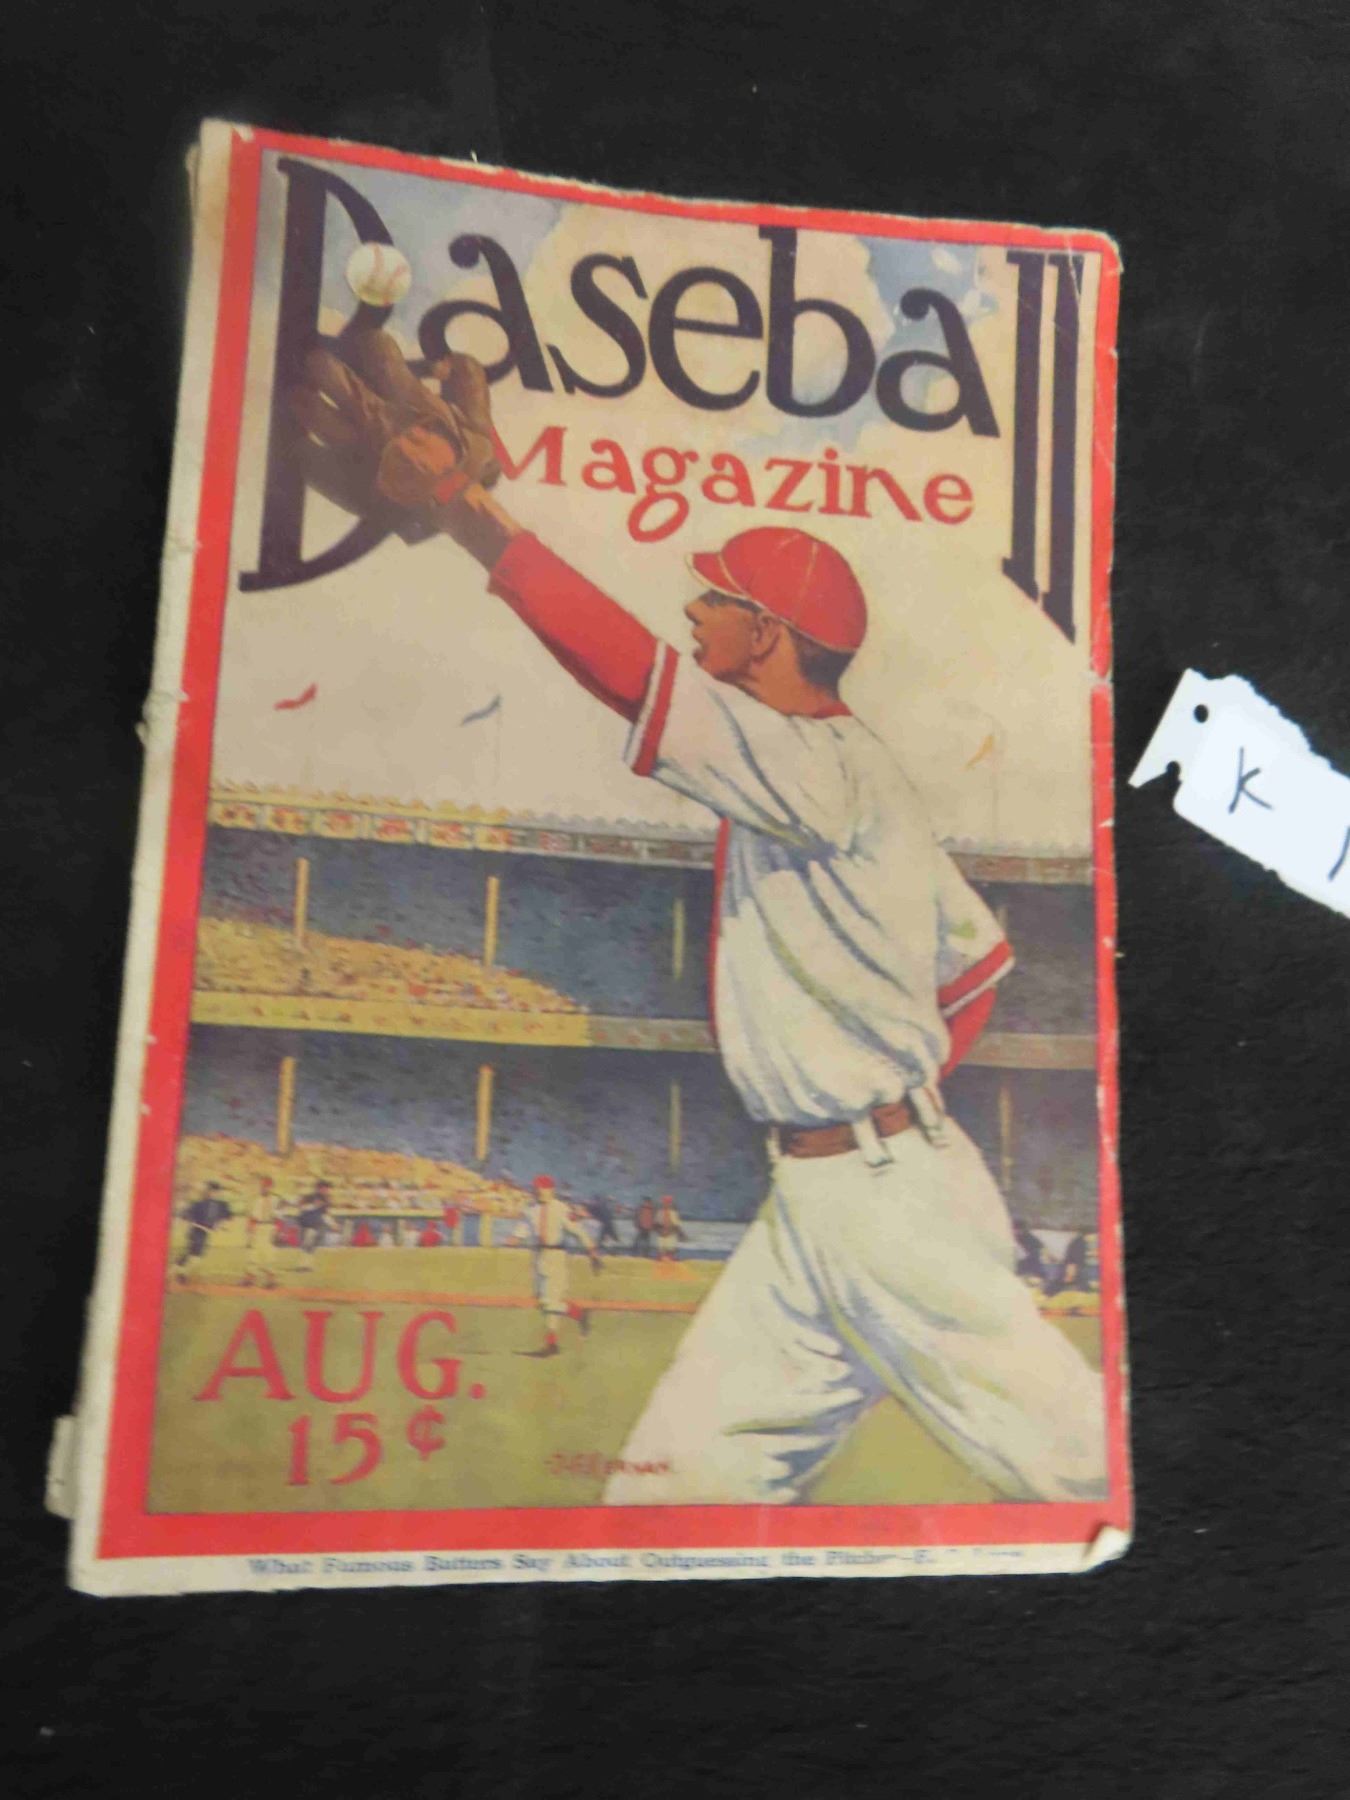 Baseball
Magazine
AUG.
15¢
What Famous Batters Say About Outguessing the Pitcher—F.
K